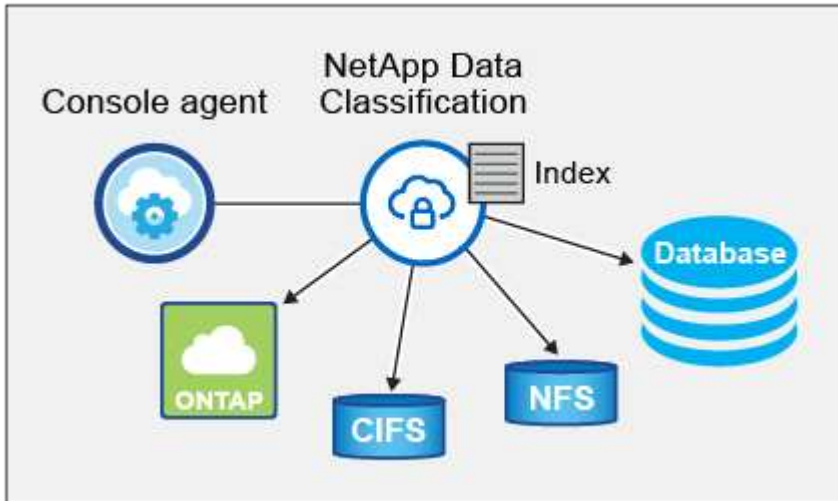 NetApp Data
Classification
Console agent
Index
Database
ONTAP
CIFS
NFS